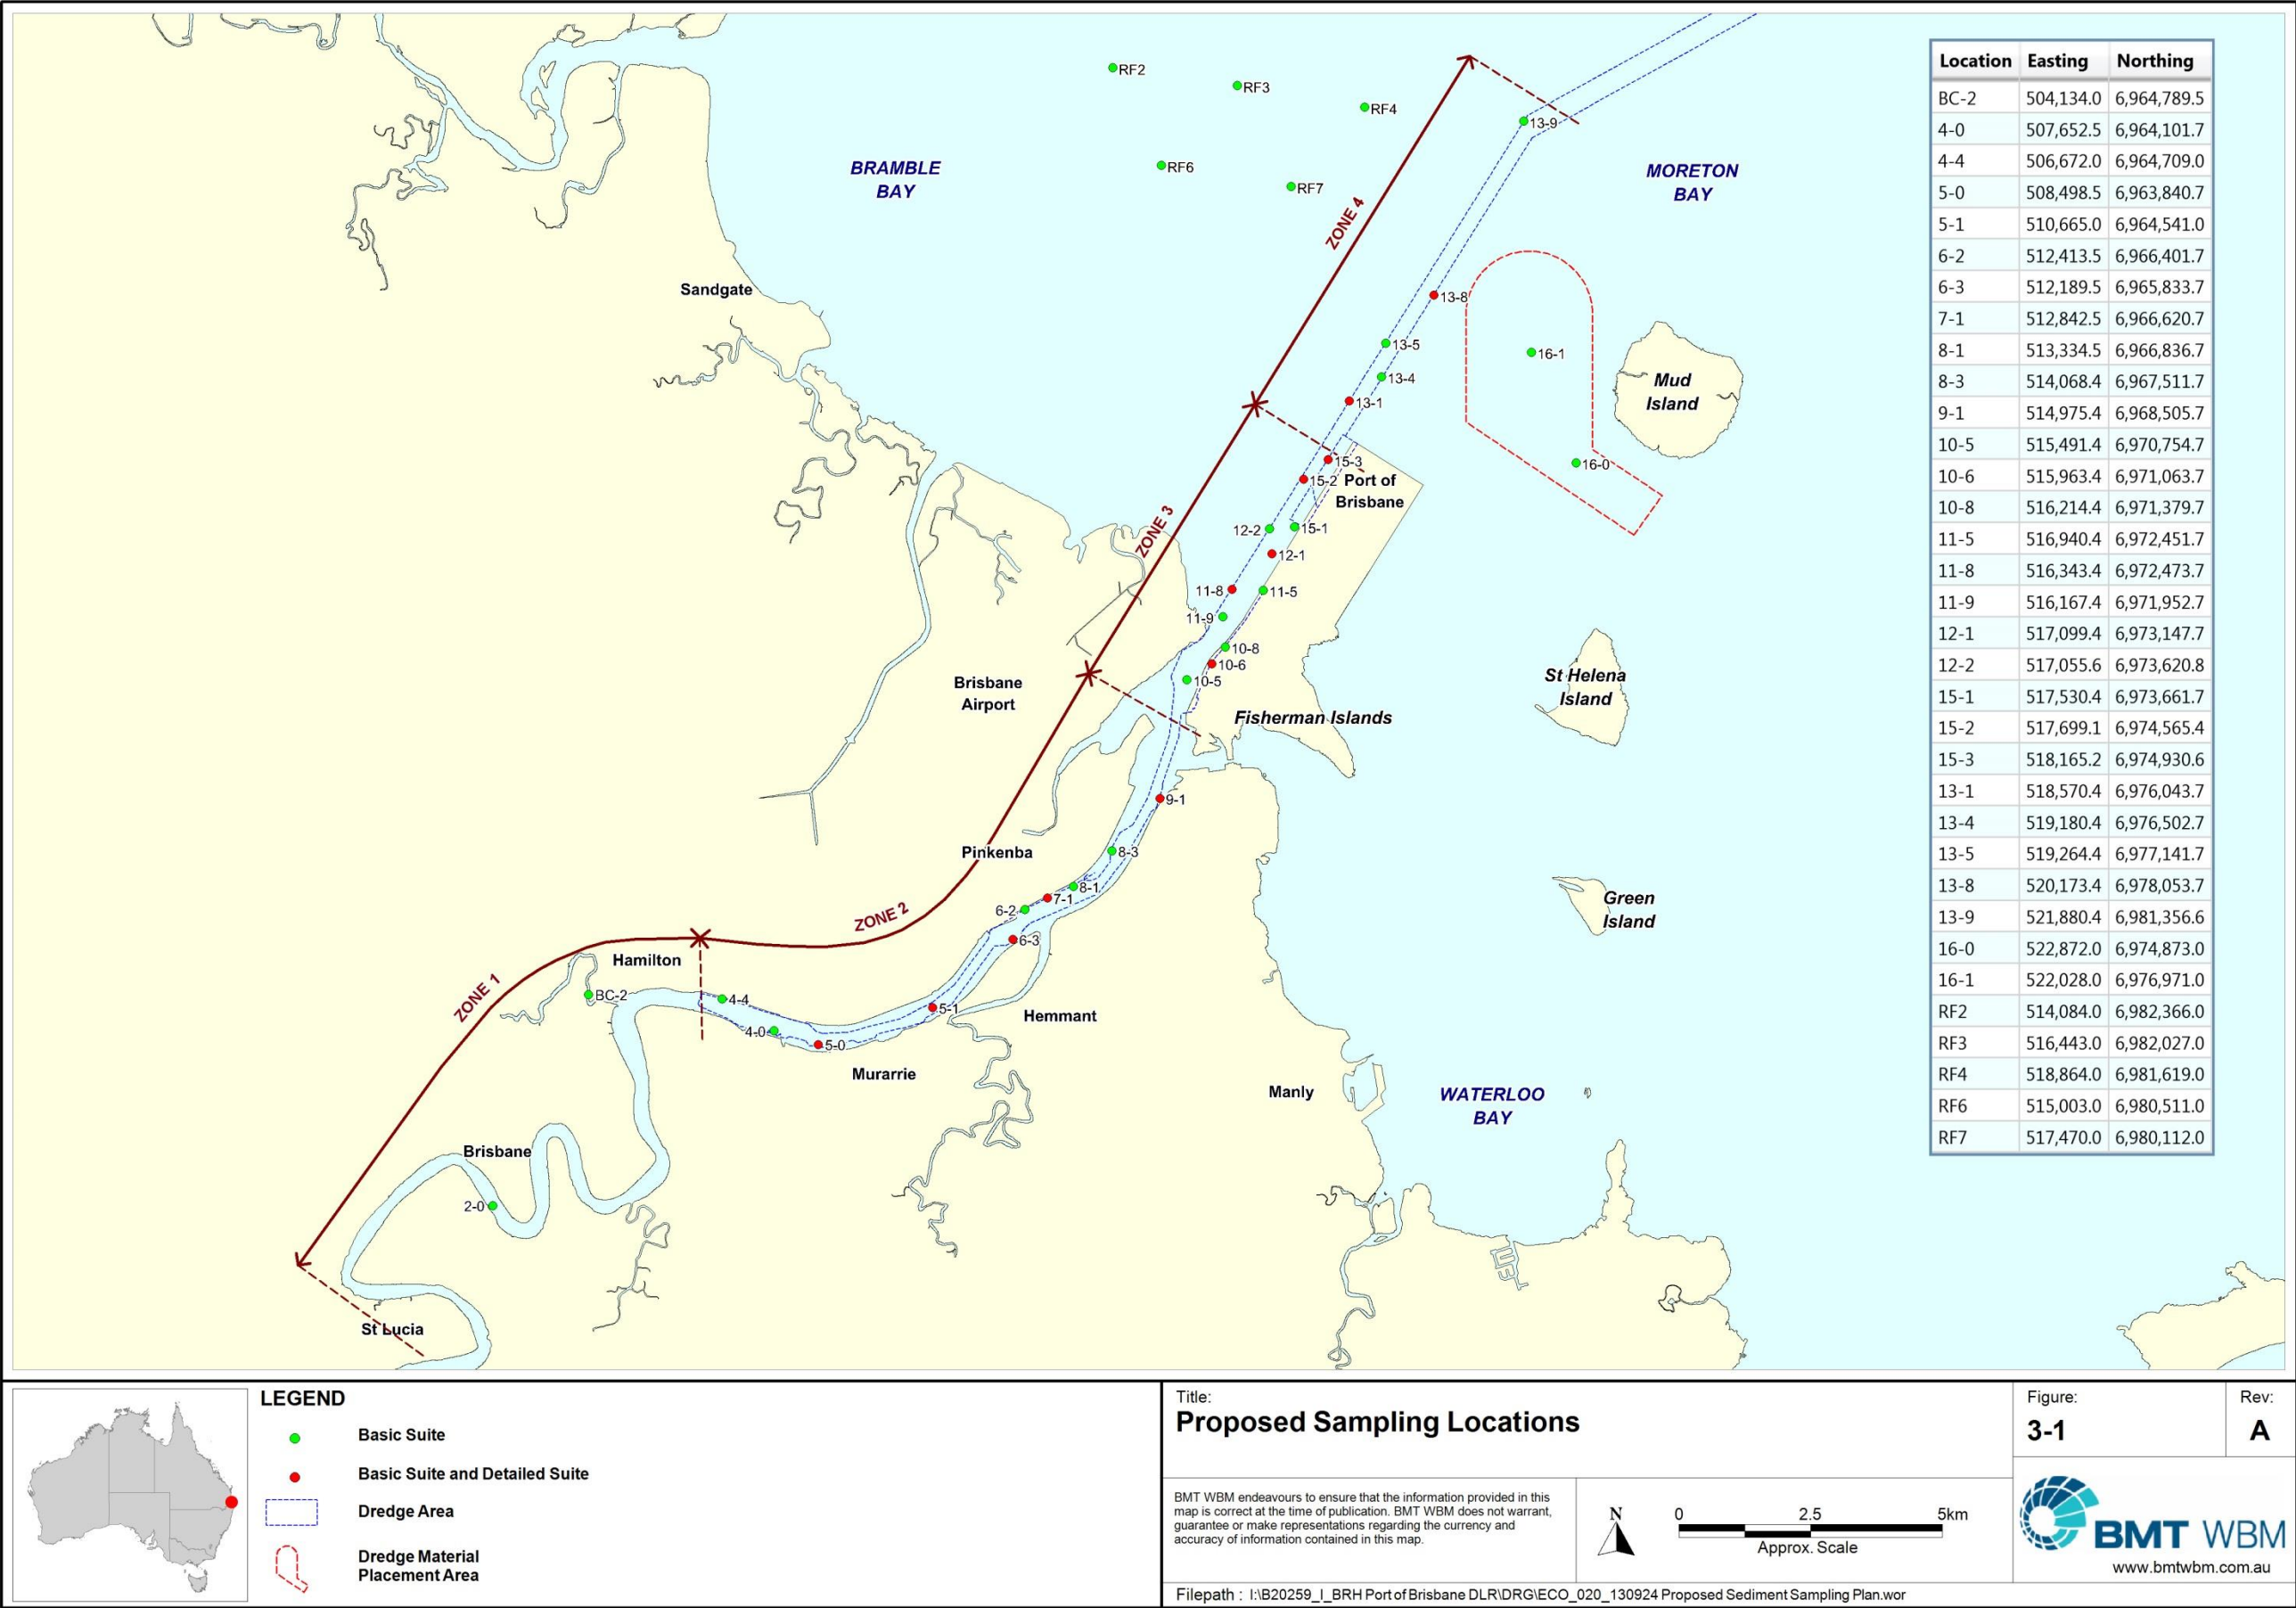 RF2
RF3
RF4
RF6
RF7
13-9
BRAMBLE
BAY
MORETON
BAY
ZONE 4
Sandgate
13-8
13-5
13-4
13-1
16-1
Mud
Island
16-0
15-3
15-2
Port of
Brisbane
ZONE 3
12-2
15-1
12-1
11-8
11-5
11-9
10-8
10-6
10-5
Brisbane
Airport
Fisherman Islands
St Helena
Island
9-1
Pinkenba
8-3
8-1
7-1
6-2
6-3
ZONE 2
Green
Island
Hamilton
ZONE 1
BC-2
4-4
4-0
5-1
5-0
Hemmant
Murarrie
Manly
WATERLOO
BAY
Brisbane
2-0
St Lucia
Location Easting Northing
BC-2 504,134.0 6,964,789.5
4-0 507,652.5 6,964,101.7
4-4 506,672.0 6,964,709.0
5-0 508,498.5 6,963,840.7
5-1 510,665.0 6,964,541.0
6-2 512,413.5 6,966,401.7
6-3 512,189.5 6,965,833.7
7-1 512,842.5 6,966,620.7
8-1 513,334.5 6,966,836.7
8-3 514,068.4 6,967,511.7
9-1 514,975.4 6,968,505.7
10-5 515,491.4 6,970,754.7
10-6 515,963.4 6,971,063.7
10-8 516,214.4 6,971,379.7
11-5 516,940.4 6,972,451.7
11-8 516,343.4 6,972,473.7
11-9 516,167.4 6,971,952.7
12-1 517,099.4 6,973,147.7
12-2 517,055.6 6,973,620.8
15-1 517,530.4 6,973,661.7
15-2 517,699.1 6,974,565.4
15-3 518,165.2 6,974,930.6
13-1 518,570.4 6,976,043.7
13-4 519,180.4 6,976,502.7
13-5 519,264.4 6,977,141.7
13-8 520,173.4 6,978,053.7
13-9 521,880.4 6,981,356.6
16-0 522,872.0 6,974,873.0
16-1 522,028.0 6,976,971.0
RF2 514,084.0 6,982,366.0
RF3 516,443.0 6,982,027.0
RF4 518,864.0 6,981,619.0
RF6 515,003.0 6,980,511.0
RF7 517,470.0 6,980,112.0
LEGEND
Basic Suite
Basic Suite and Detailed Suite
Dredge Area
Dredge Material
Placement Area
Title:
Proposed Sampling Locations
Figure:
3-1
Rev:
A
BMT WBM endeavours to ensure that the information provided in this
map is correct at the time of publication. BMT WBM does not warrant,
guarantee or make representations regarding the currency and
accuracy of information contained in this map.
N
0 2.5 5km
Approx. Scale
BMT WBM
www.bmtwbm.com.au
Filepath : I:\B20259_I_BRH Port of Brisbane DLR\DRG\ECO_020_130924 Proposed Sediment Sampling Plan.wor